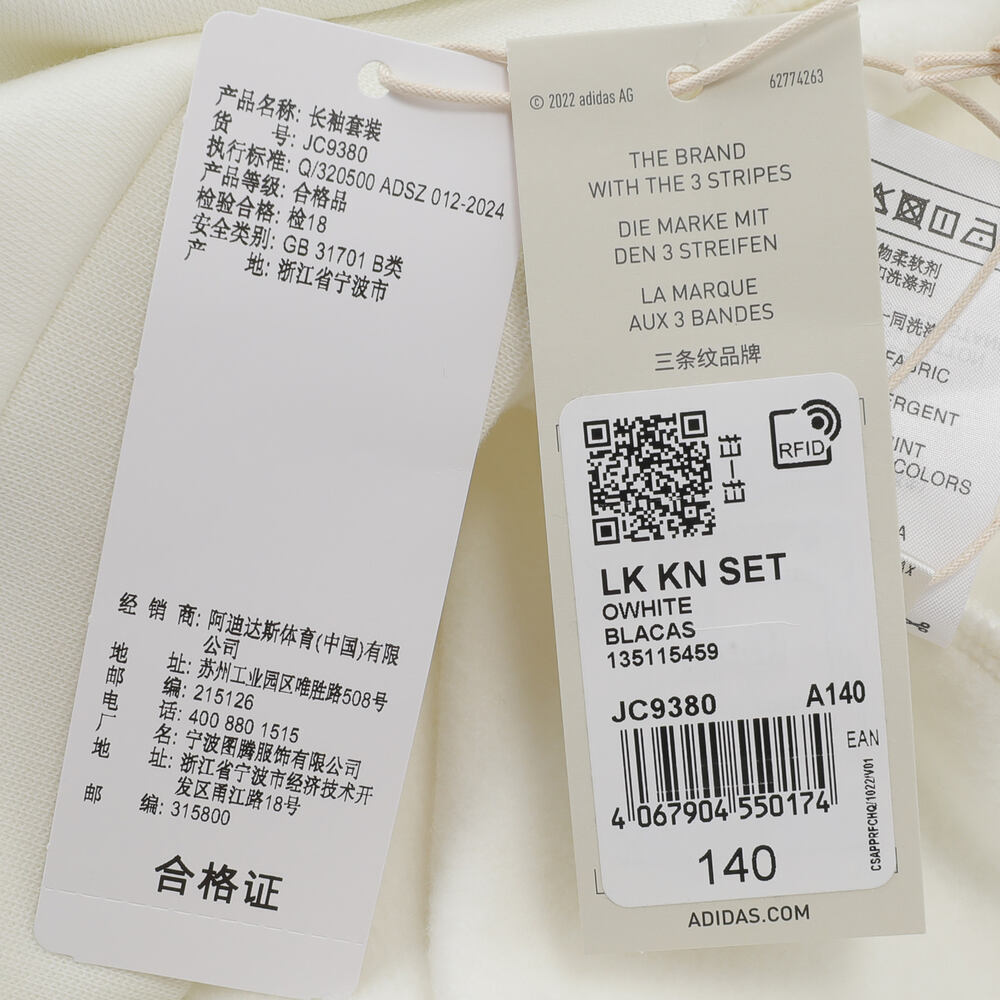 产品名称: 长袖套装
货 号: JC9380
执行标准: Q/320500 ADSZ 012-2024
产品等级: 合格品
检验合格: 检18
安全类别: GB 31701 B类
产 地: 浙江省宁波市
经 销 商: 阿迪达斯体育(中国)有限
公司
地 址: 苏州工业园区唯胜路508号
邮 编: 215126
电 话: 400 880 1515
厂 名: 宁波图腾服饰有限公司
地 址: 浙江省宁波市经济技术开
发区甬江路18号
邮 编: 315800
合格证
© 2022 adidas AG
62774263
THE BRAND
WITH THE 3 STRIPES
DIE MARKE MIT
DEN 3 STREIFEN
LA MARQUE
AUX 3 BANDES
三条纹品牌
扫一扫
RFID
LK KN SET
OWHITE
BLACAS
135115459
JC9380 A140
EAN
4 067904 550174
CSAPPRFCHQ/1022/V01
140
ADIDAS.COM
物柔软剂
洗涤剂
一同洗涤
FABRIC
ERGENT
INT
COLORS
A